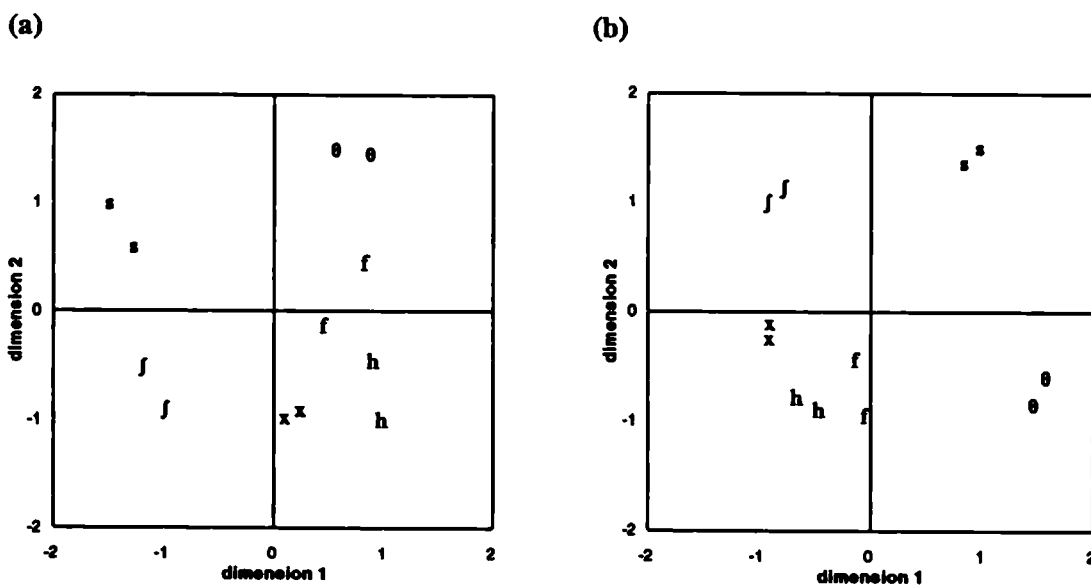 (a)
2
θ θ
1
s
s
f
dimension 2
0
f
ʃ
h
-1
ʃ
x x
h
-2
-2 -1 0 1 2
dimension 1
(b)
2
s
s
ʃ
1
ʃ
dimension 2
0
x
x
f
θ
h
h
f
θ
-1
-2
-2 -1 0 1 2
dimension 1